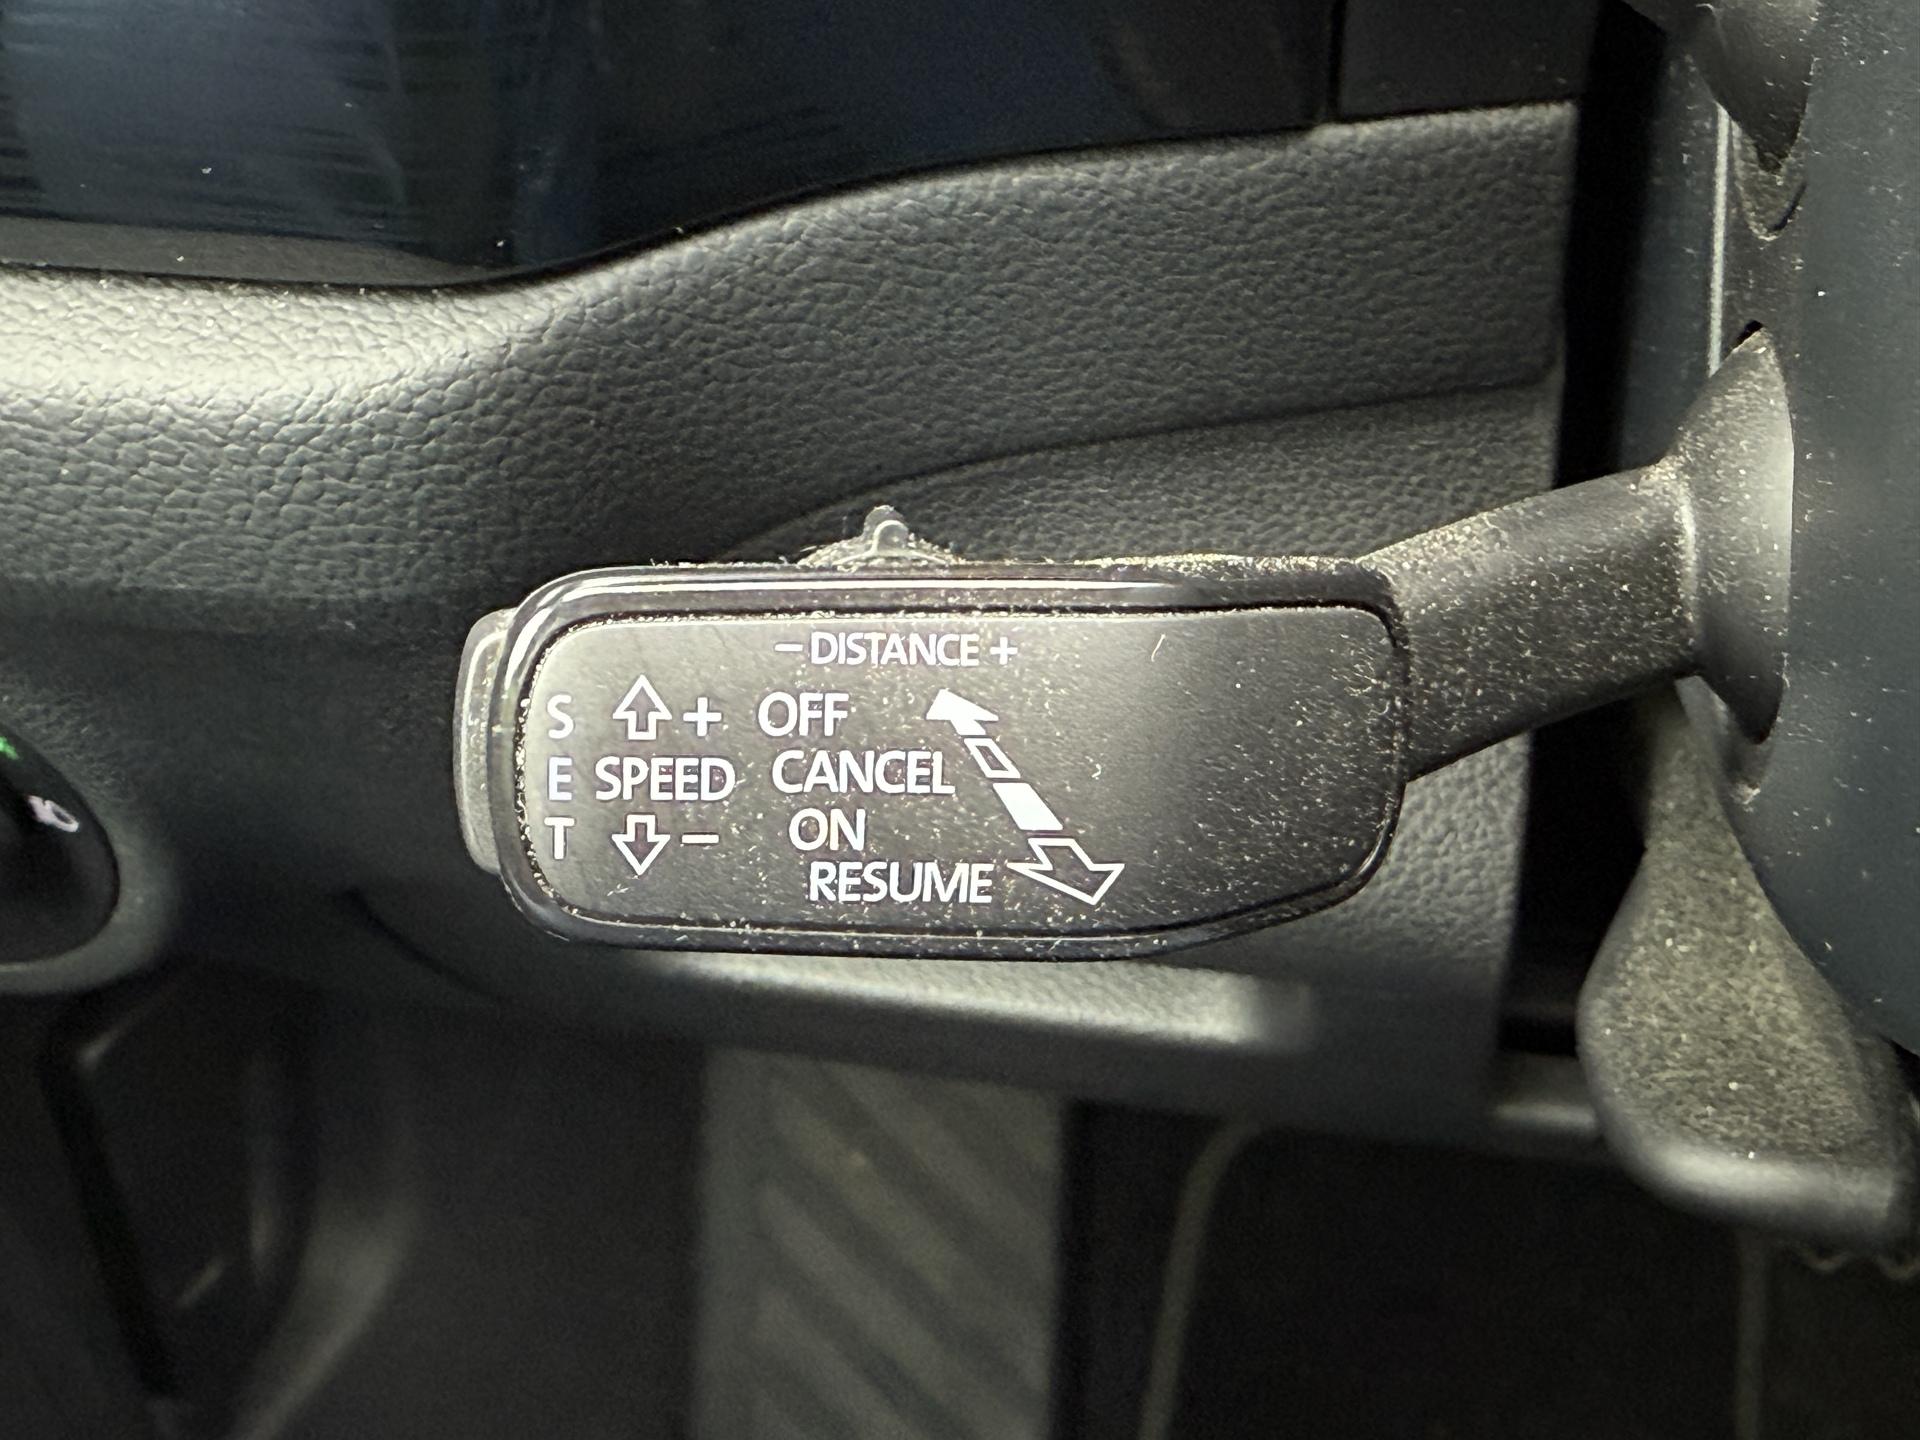 – DISTANCE +
S + OFF
E SPEED CANCEL
T – ON
RESUME